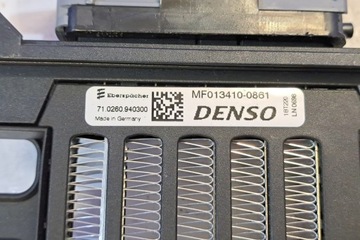 Eberspächer
71.0260.940300
Made in Germany
MF013410-0861
DENSO